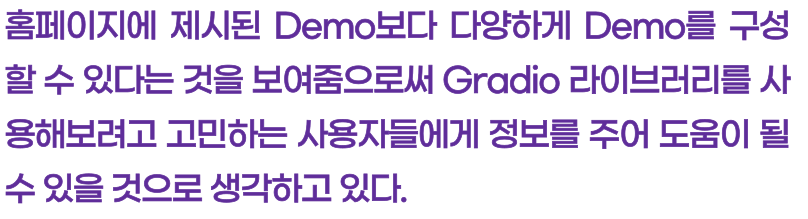 홈페이지에 제시된 Demo보다 다양하게 Demo를 구성
할 수 있다는 것을 보여줌으로써 Gradio 라이브러리를 사
용해보려고 고민하는 사용자들에게 정보를 주어 도움이 될
수 있을 것으로 생각하고 있다.